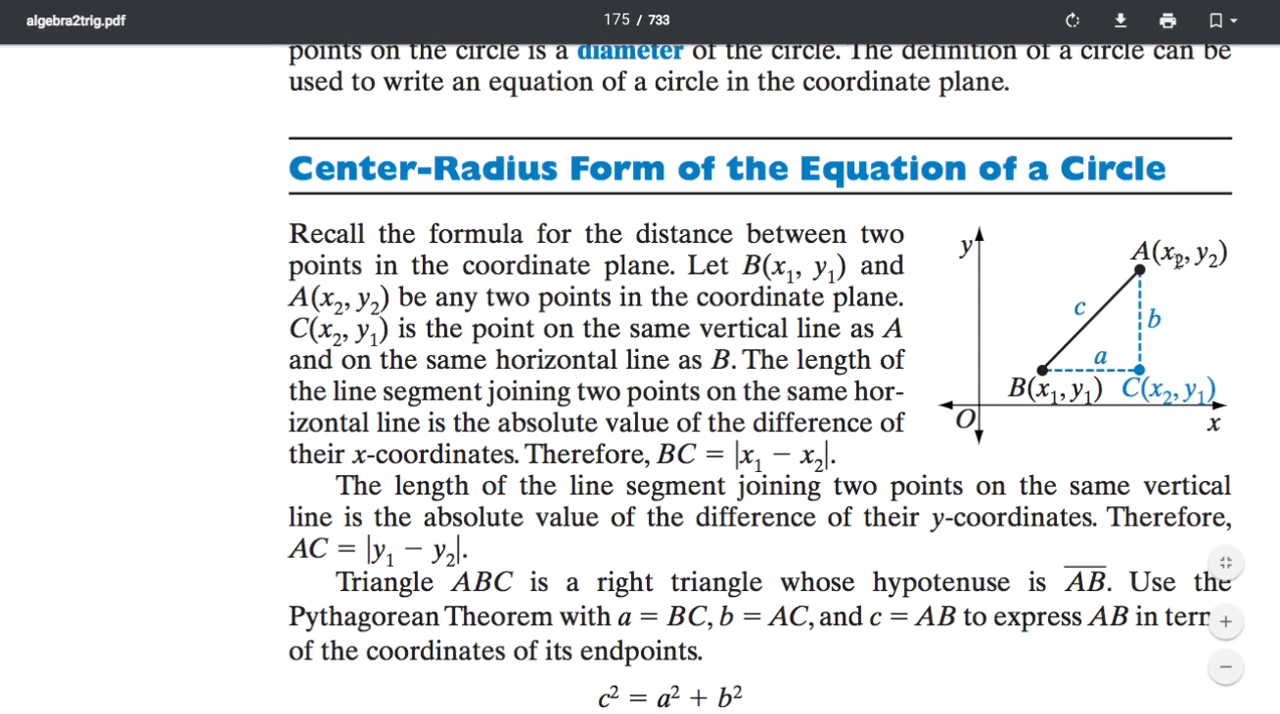 algebra2trig.pdf
175 / 733
points on the circle is a diameter of the circle. The definition of a circle can be
used to write an equation of a circle in the coordinate plane.
Center-Radius Form of the Equation of a Circle
Recall the formula for the distance between two
points in the coordinate plane. Let B(x₁, y₁) and
A(x₂, y₂) be any two points in the coordinate plane.
C(x₂, y₁) is the point on the same vertical line as A
and on the same horizontal line as B. The length of
the line segment joining two points on the same hor-
izontal line is the absolute value of the difference of
their x-coordinates. Therefore, BC = |x₁ − x₂|.
y
A(x₂, y₂)
c
b
a
B(x₁, y₁)
C(x₂, y₁)
O
x
The length of the line segment joining two points on the same vertical
line is the absolute value of the difference of their y-coordinates. Therefore,
AC = |y₁ − y₂|.
Triangle ABC is a right triangle whose hypotenuse is A̅B̅. Use the
Pythagorean Theorem with a = BC, b = AC, and c = AB to express AB in term
of the coordinates of its endpoints.
c² = a² + b²